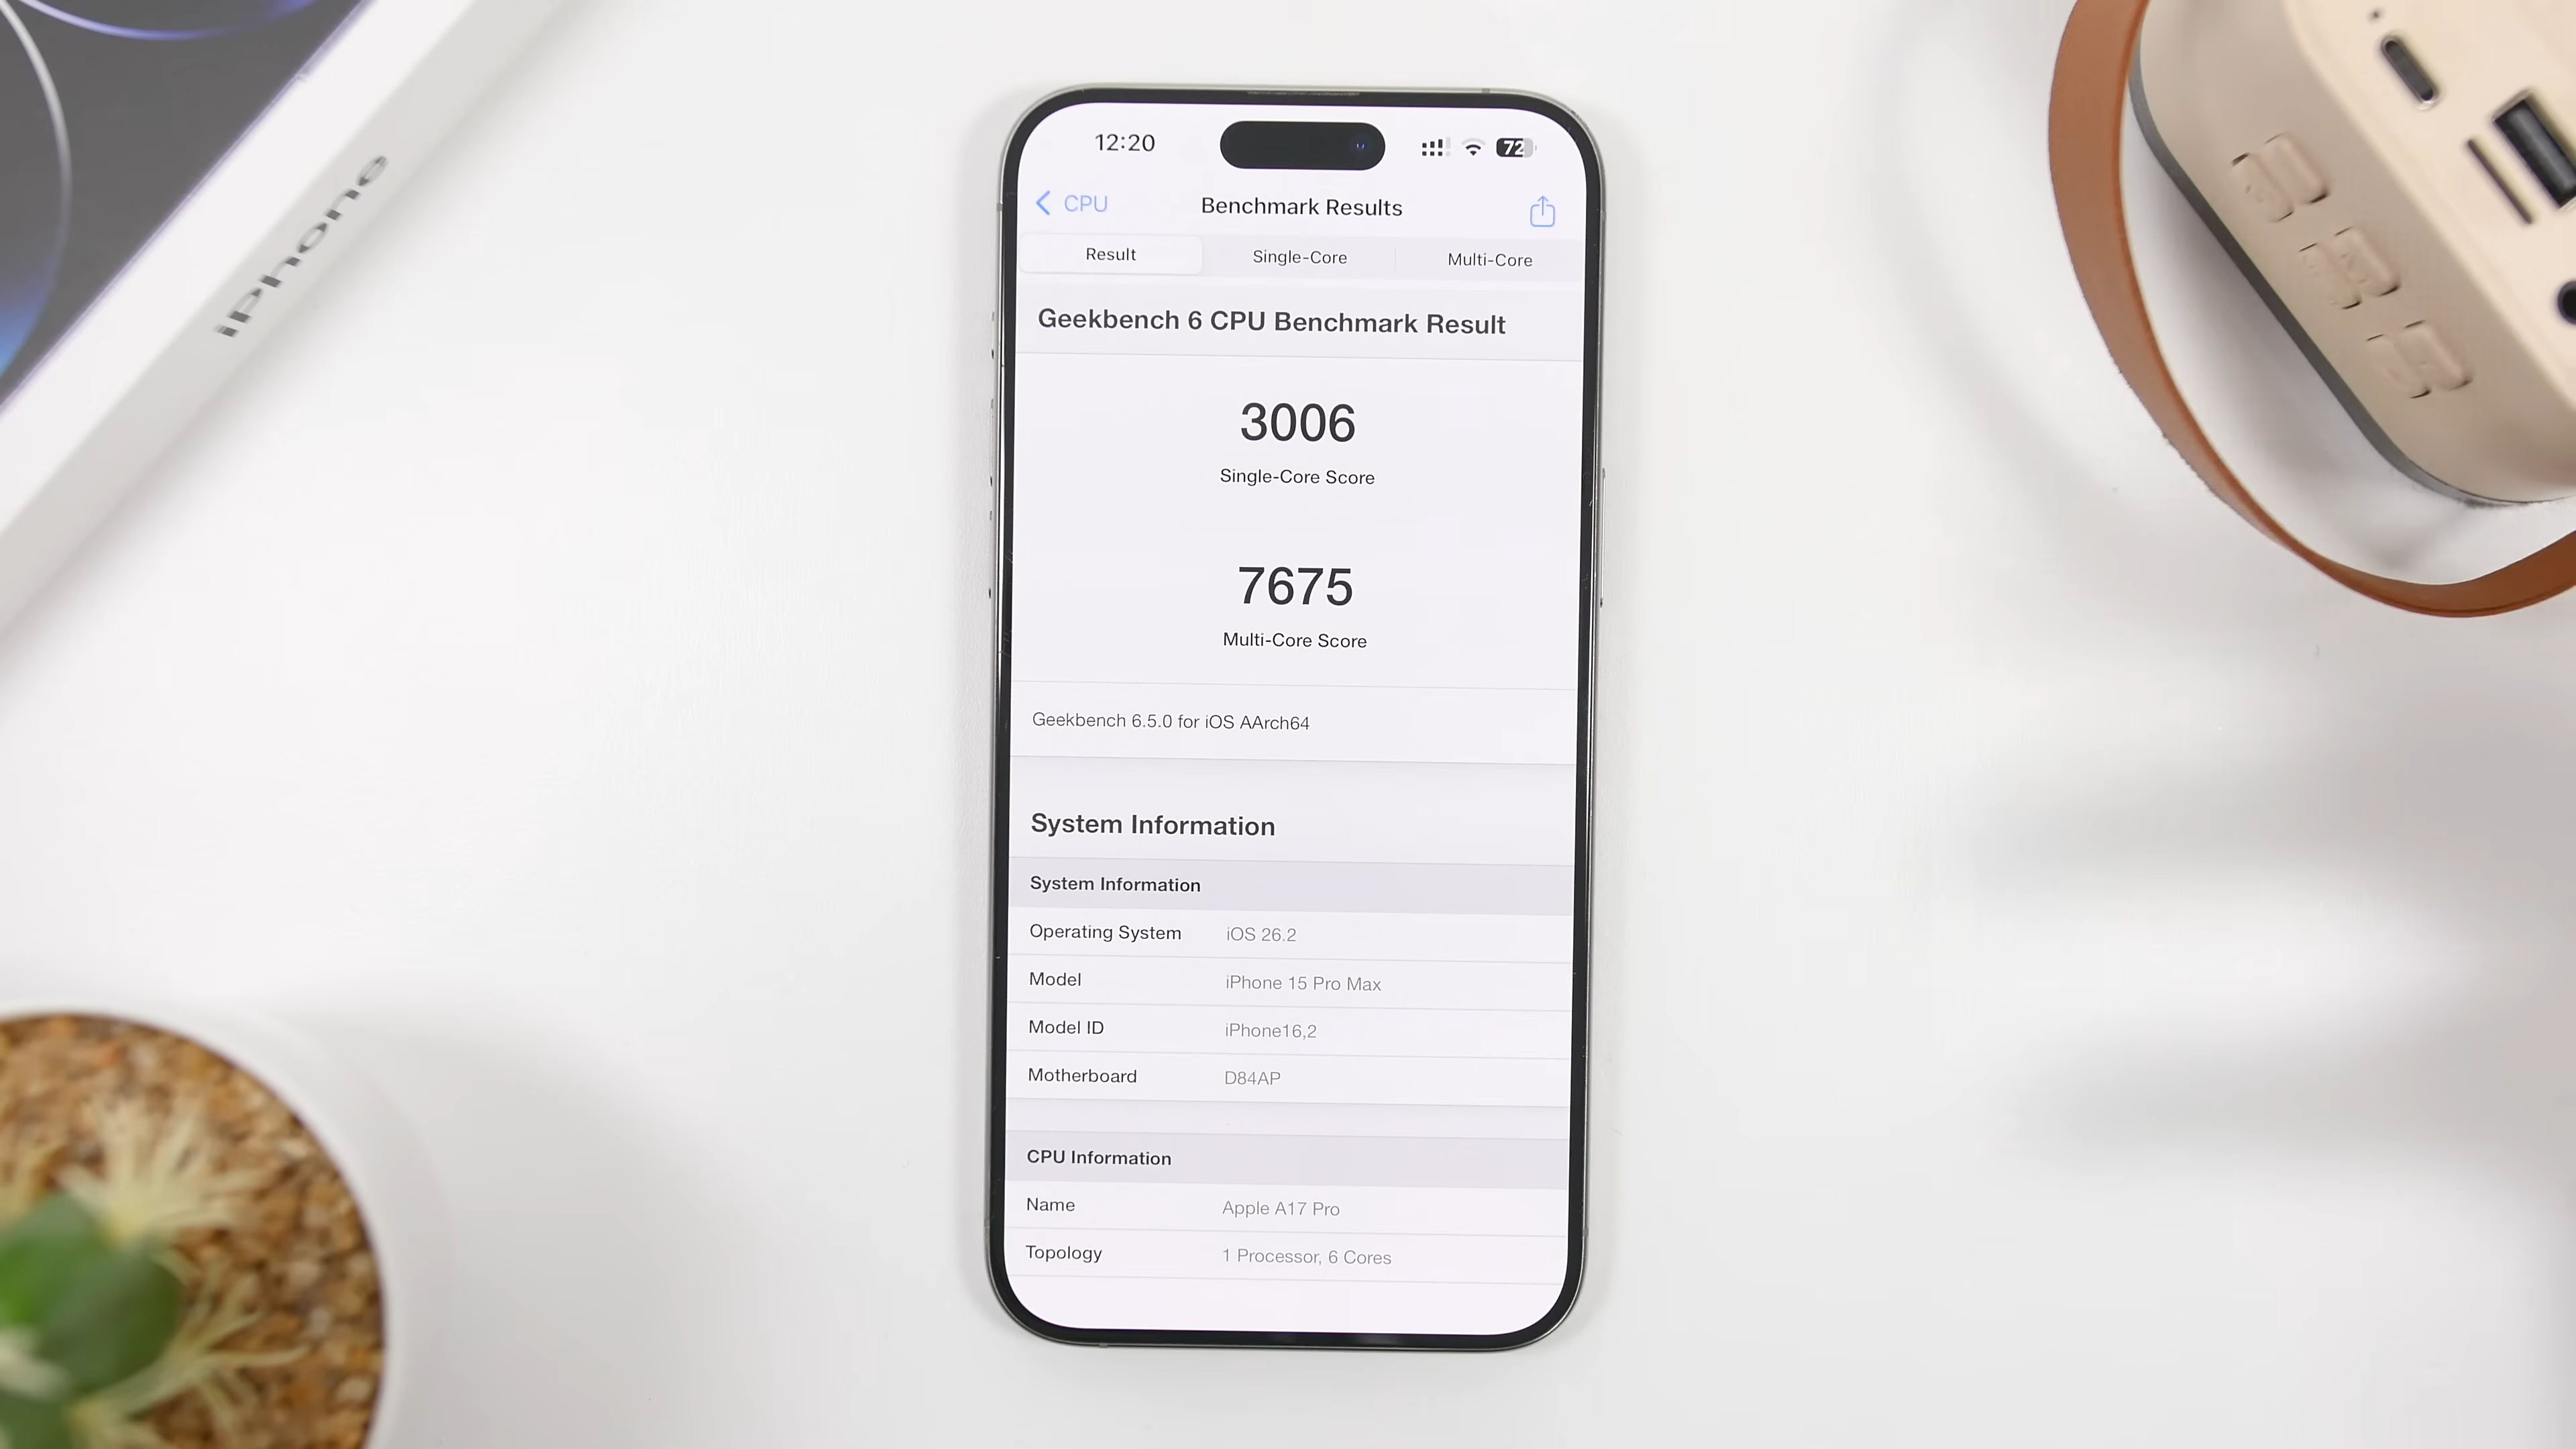 iPhone
12:20
72
CPU
Benchmark Results
Result
Single-Core
Multi-Core
Geekbench 6 CPU Benchmark Result
3006
Single-Core Score
7675
Multi-Core Score
Geekbench 6.5.0 for iOS AArch64
System Information
System Information
Operating System iOS 26.2
Model iPhone 15 Pro Max
Model ID iPhone16,2
Motherboard D84AP
CPU Information
Name Apple A17 Pro
Topology 1 Processor, 6 Cores